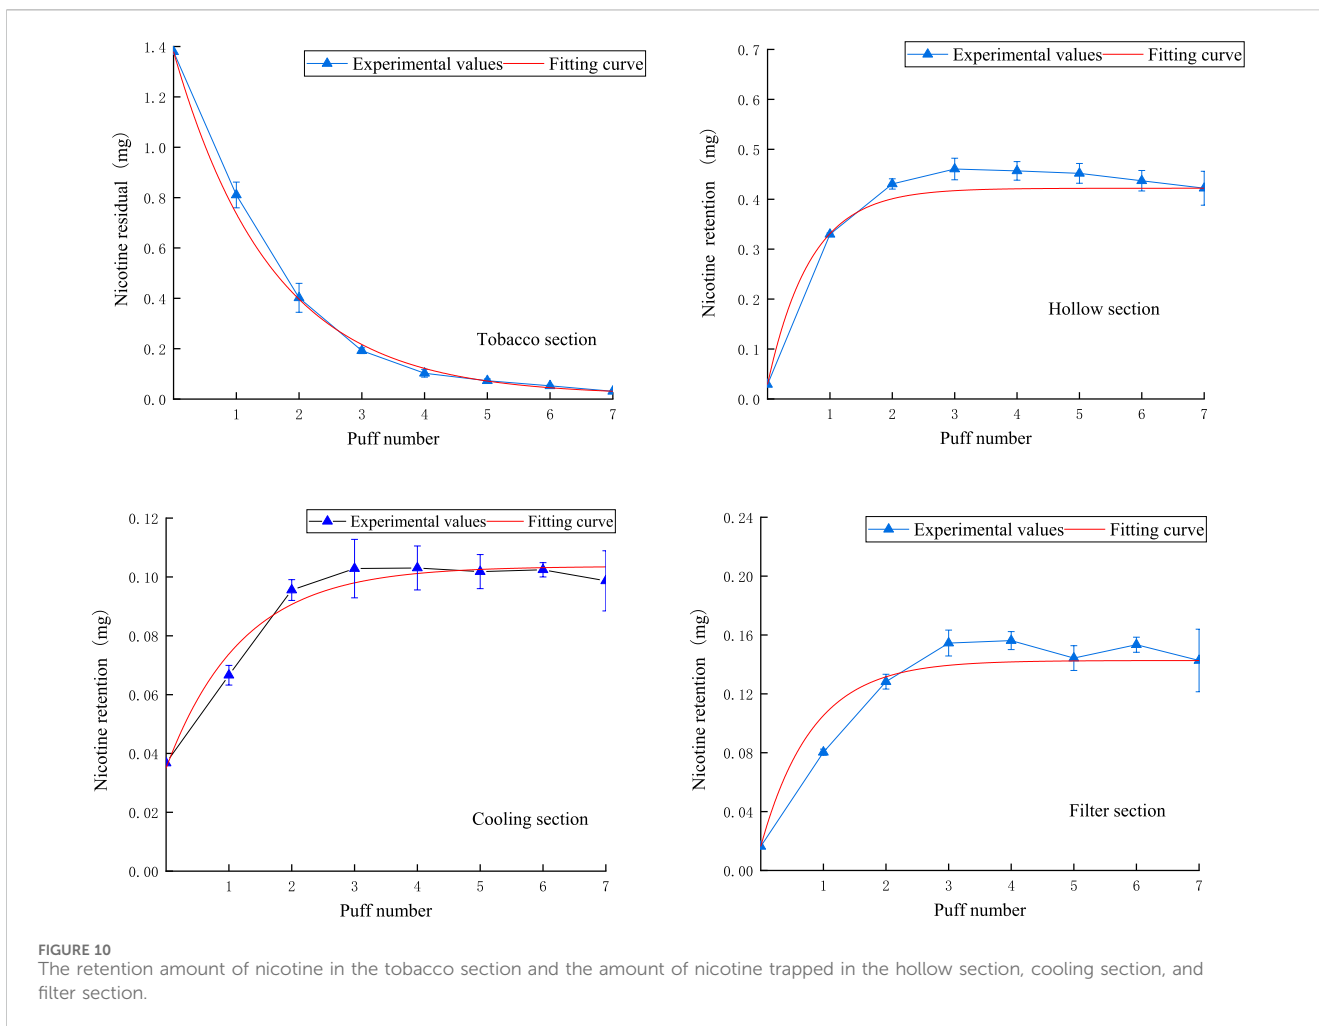 Experimental values Fitting curve
1.4
1.2
1.0
0.8
0.6
0.4
0.2
0.0
1 2 3 4 5 6 7
Nicotine residual (mg)
Tobacco section
Puff number
Experimental values Fitting curve
0.7
0.6
0.5
0.4
0.3
0.2
0.1
0.0
1 2 3 4 5 6 7
Nicotine retention (mg)
Hollow section
Puff number
Experimental values Fitting curve
0.12
0.10
0.08
0.06
0.04
0.02
0.00
1 2 3 4 5 6 7
Nicotine retention (mg)
Cooling section
Puff number
Experimental values Fitting curve
0.24
0.20
0.16
0.12
0.08
0.04
0.00
1 2 3 4 5 6 7
Nicotine retention (mg)
Filter section
Puff number
FIGURE 10
The retention amount of nicotine in the tobacco section and the amount of nicotine trapped in the hollow section, cooling section, and
filter section.